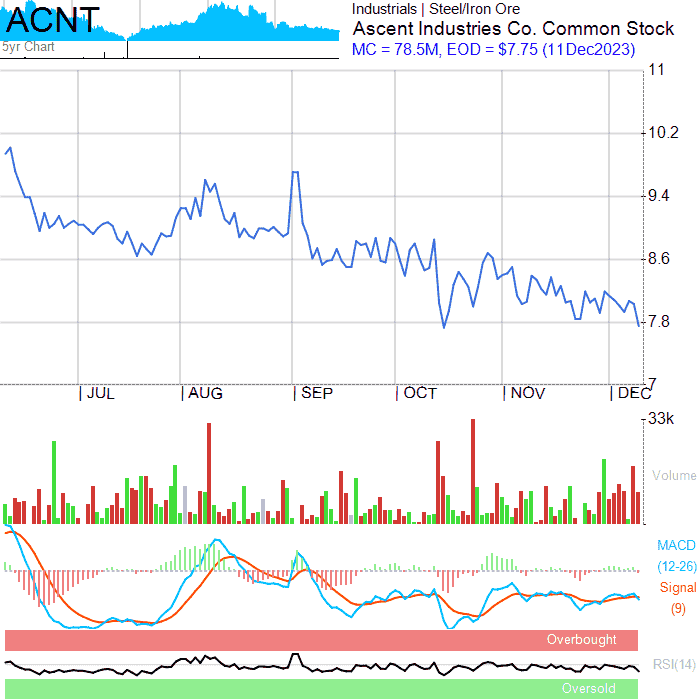 ACNT
5yr Chart
Industrials | Steel/Iron Ore
Ascent Industries Co. Common Stock
MC = 78.5M, EOD = $7.75 (11Dec2023)
11
10.2
9.4
8.6
7.8
7
JUL AUG SEP OCT NOV DEC
33k
Volume
MACD
(12-26)
Signal
(9)
Overbought
RSI(14)
Oversold